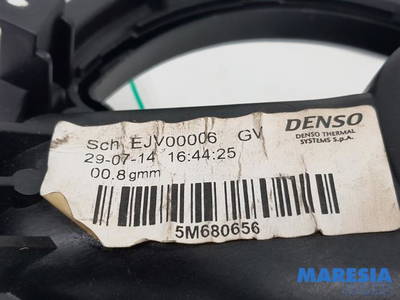 Sch EJV00006 GV
29-07-14 16:44:25
00.8gmm
DENSO
DENSO THERMAL
SYSTEMS S.p.A.
5M680656
MARESIA